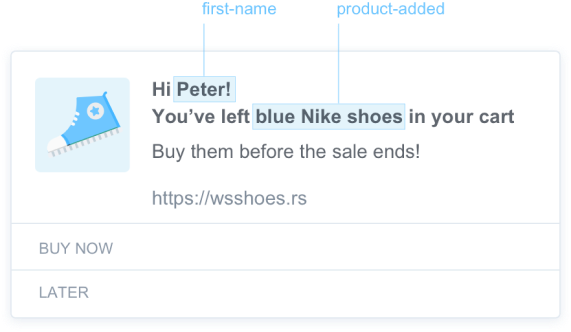 first-name product-added
Hi Peter!
You’ve left blue Nike shoes in your cart
Buy them before the sale ends!
https://wsshoes.rs
BUY NOW
LATER